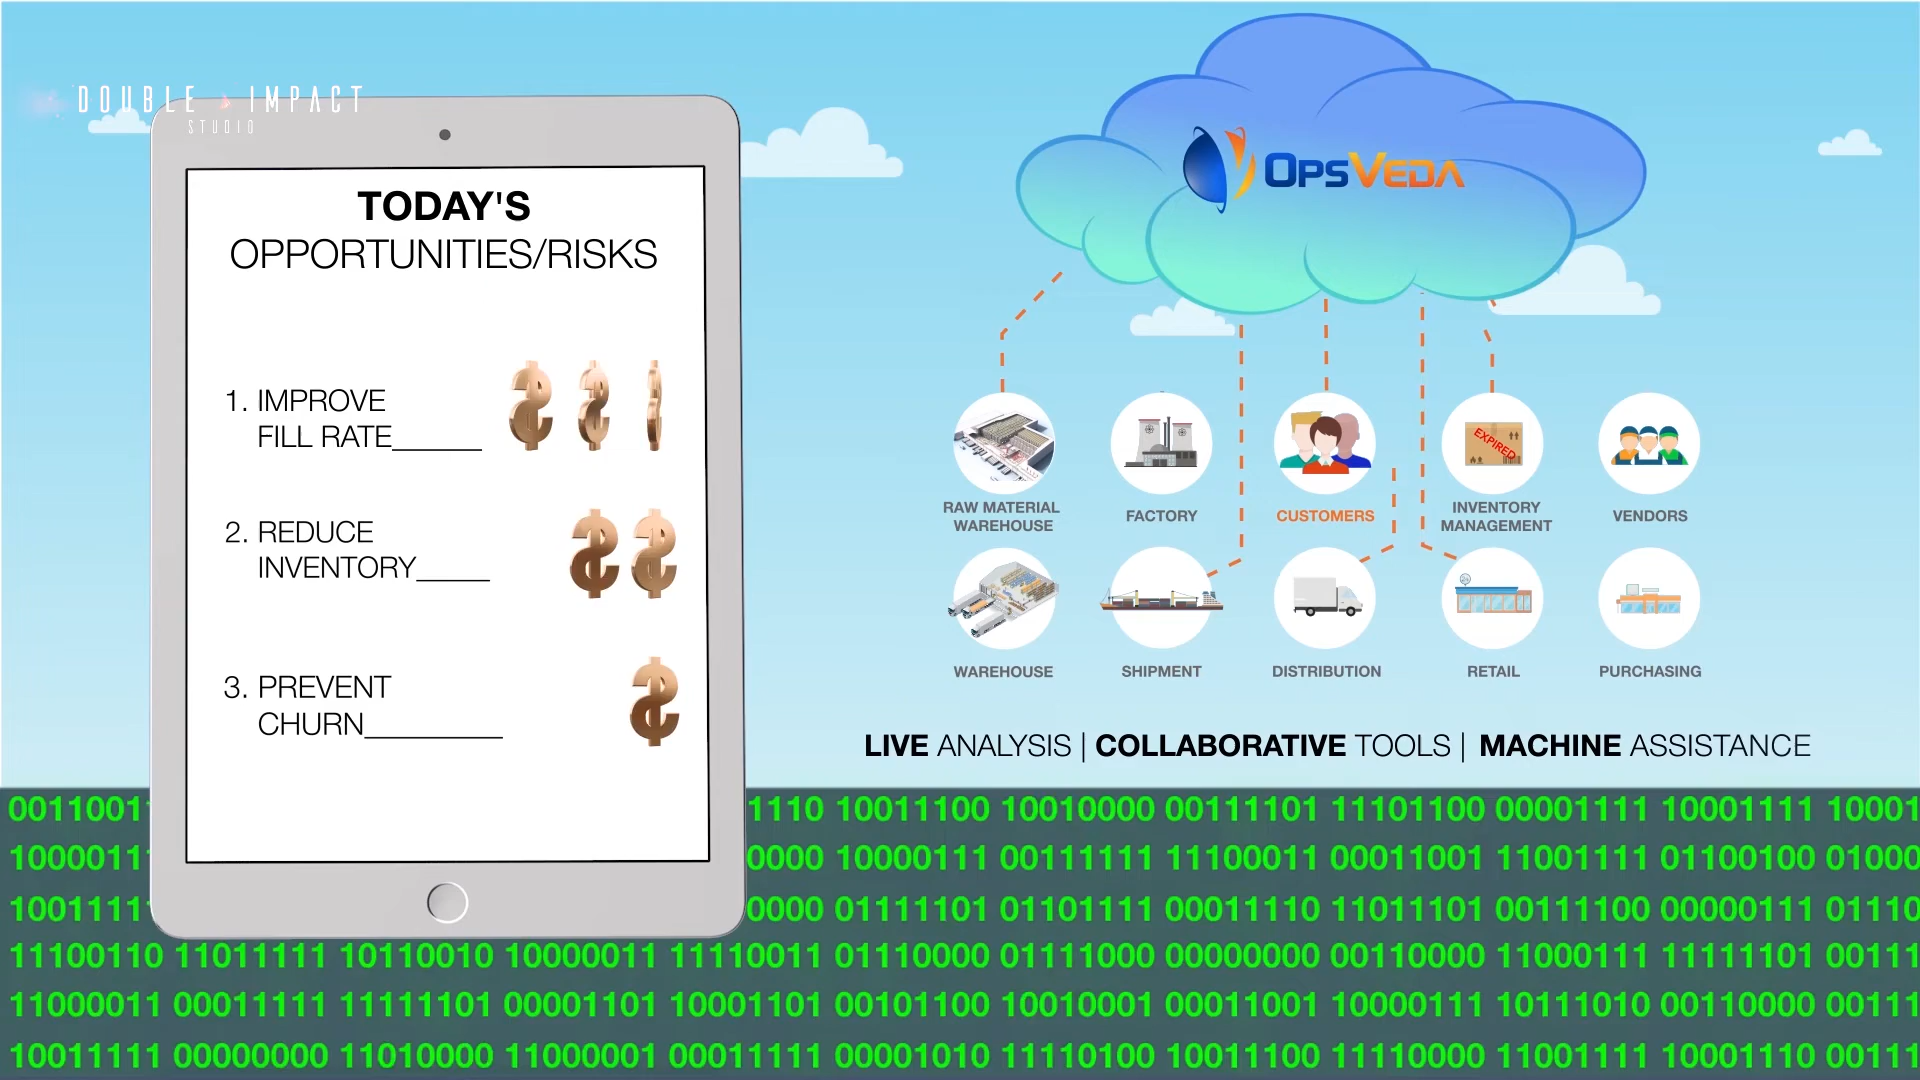 DOUBLE IMPACT
STUDIO
TODAY'S
OPPORTUNITIES/RISKS
1. IMPROVE
FILL RATE
2. REDUCE
INVENTORY
3. PREVENT
CHURN
OPSVEDA
RAW MATERIAL
WAREHOUSE
FACTORY
CUSTOMERS
EXPIRED
INVENTORY
MANAGEMENT
VENDORS
WAREHOUSE
SHIPMENT
DISTRIBUTION
24
RETAIL
PURCHASING
LIVE ANALYSIS | COLLABORATIVE TOOLS | MACHINE ASSISTANCE
0011001 1110 10011100 10010000 00111101 11101100 00001111 10001111 10001
1000011 0000 10000111 00111111 11100011 00011001 11001111 01100100 01000
1001111 0000 01111101 01101111 00011110 11011101 00111100 00000111 01110
11100110 11011111 10110010 10000011 11110011 01110000 01111000 00000000 00110000 11000111 11111101 00111
11000011 00011111 11111101 00001101 10001101 00101100 10010001 00011001 10000111 10111010 00110000 00111
10011111 00000000 11010000 11000001 00011111 00001010 11110100 10011100 11110000 11001111 10001110 00111